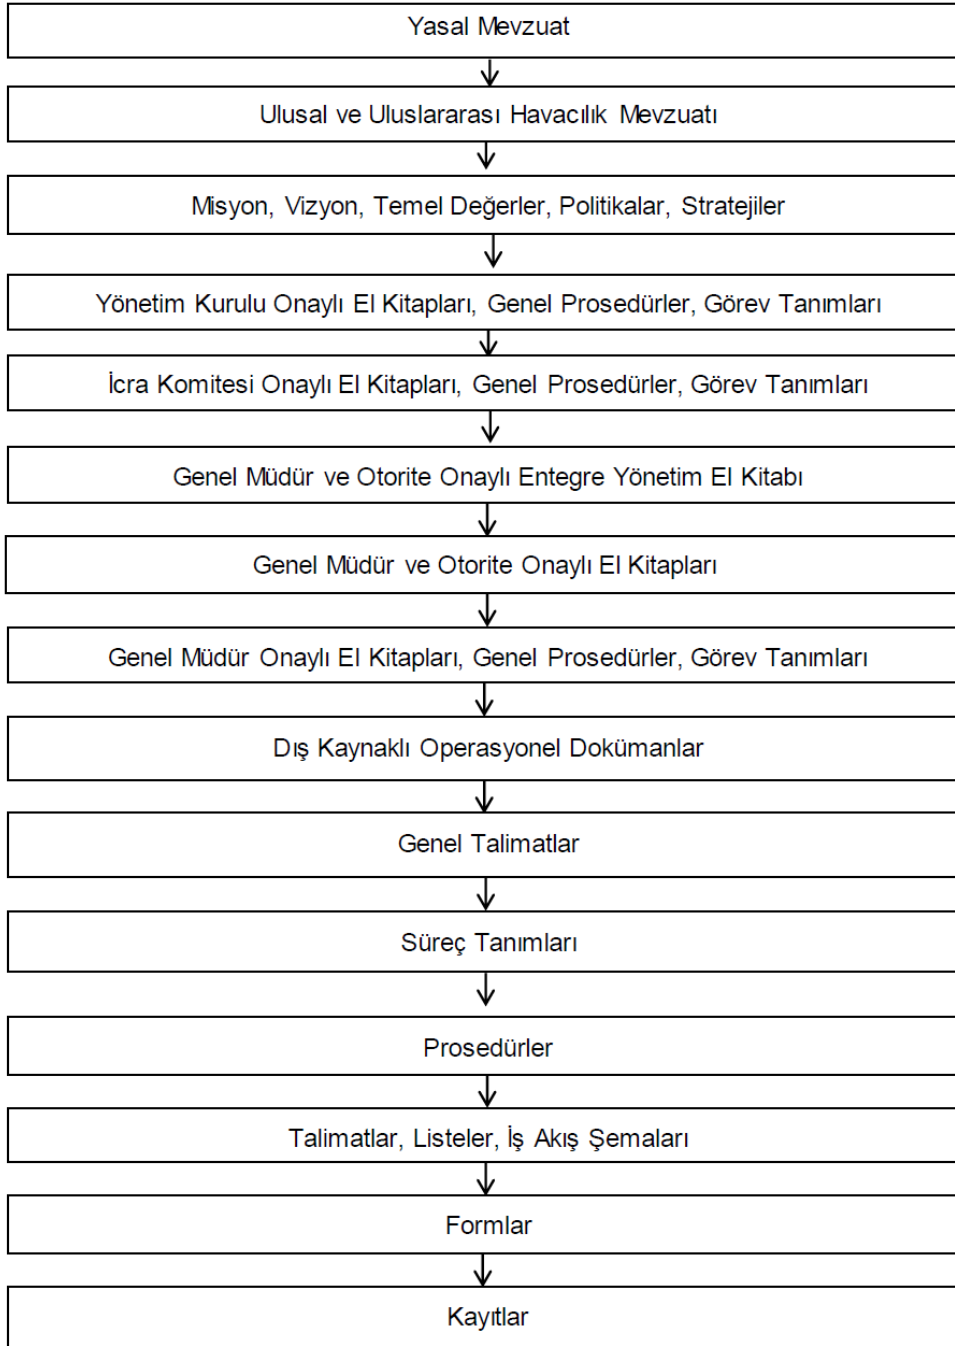 Yasal Mevzuat
Ulusal ve Uluslararası Havacılık Mevzuatı
Misyon, Vizyon, Temel Değerler, Politikalar, Stratejiler
Yönetim Kurulu Onaylı El Kitapları, Genel Prosedürler, Görev Tanımları
İcra Komitesi Onaylı El Kitapları, Genel Prosedürler, Görev Tanımları
Genel Müdür ve Otorite Onaylı Entegre Yönetim El Kitabı
Genel Müdür ve Otorite Onaylı El Kitapları
Genel Müdür Onaylı El Kitapları, Genel Prosedürler, Görev Tanımları
Dış Kaynaklı Operasyonel Dokümanlar
Genel Talimatlar
Süreç Tanımları
Prosedürler
Talimatlar, Listeler, İş Akış Şemaları
Formlar
Kayıtlar